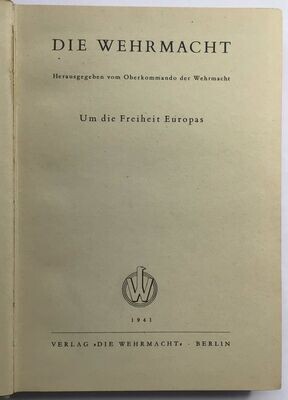 DIE WEHRMACHT
Herausgegeben vom Oberkommando der Wehrmacht
Um die Freiheit Europas
W
1941
VERLAG »DIE WEHRMACHT« · BERLIN